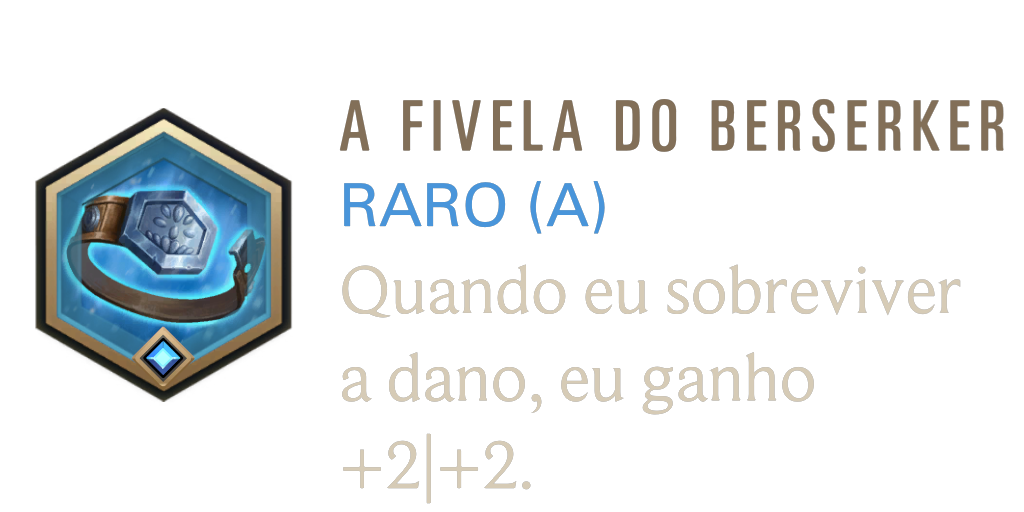 A FIVELA DO BERSERKER
RARO (A)
Quando eu sobreviver
a dano, eu ganho
+2|+2.